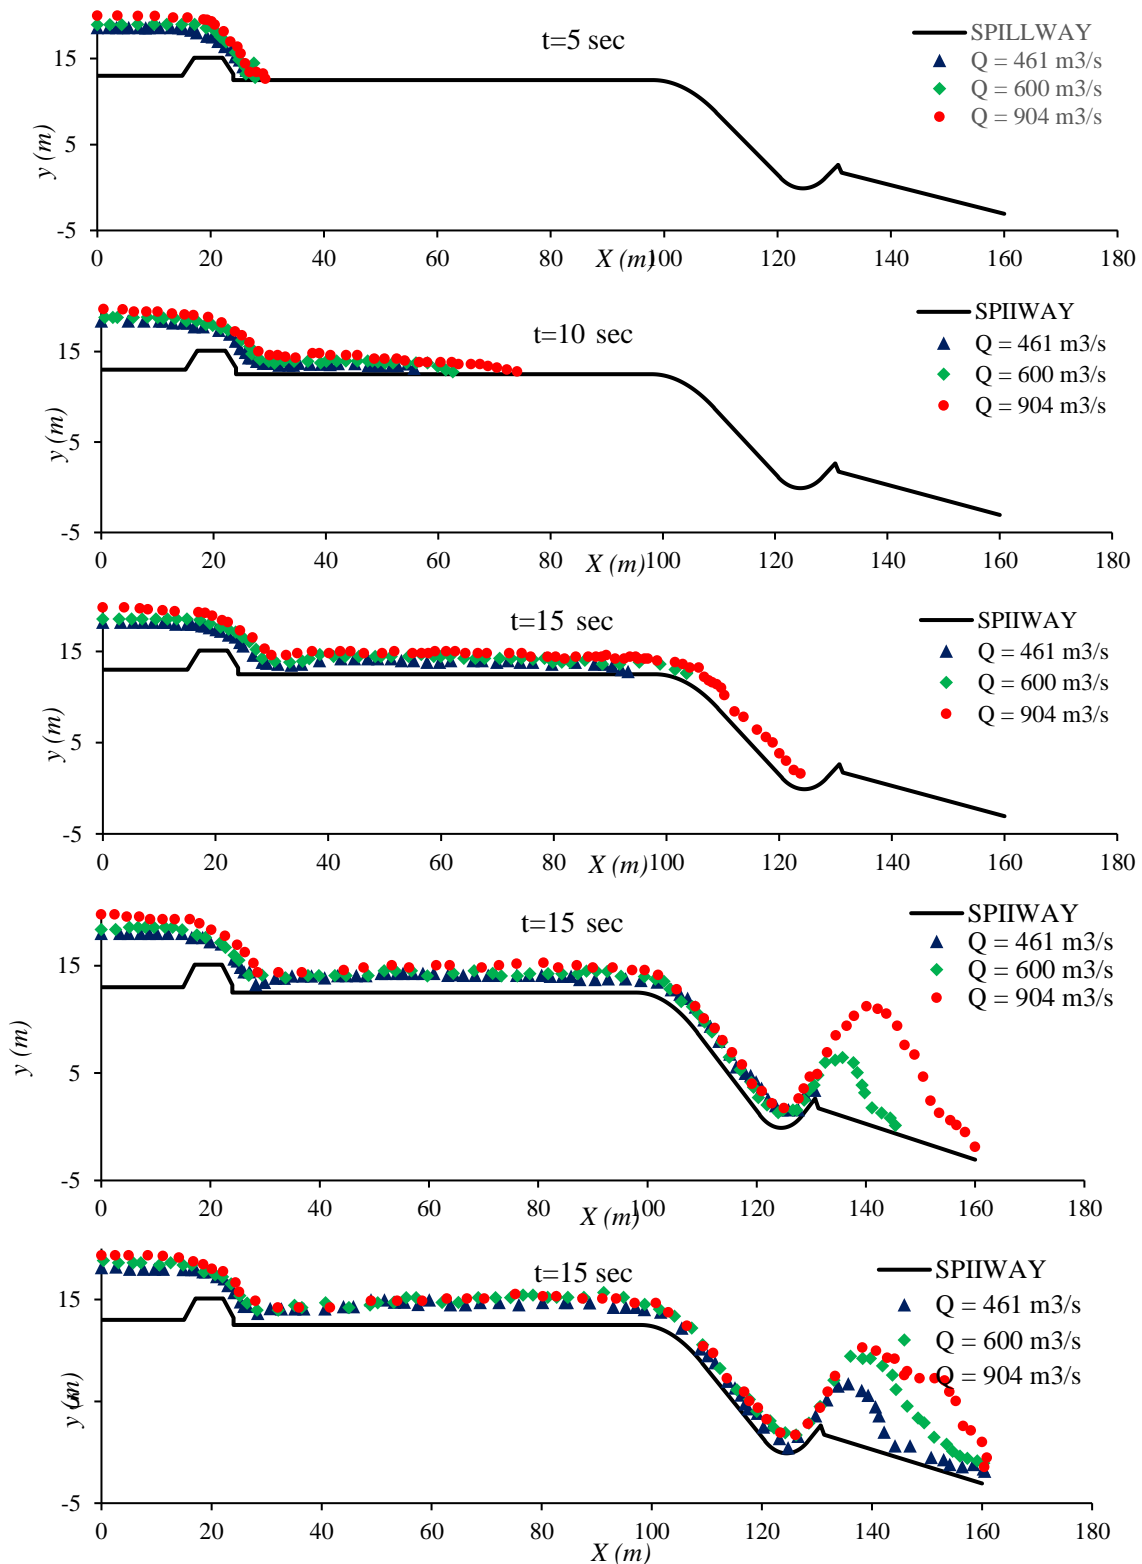 t=5 sec
SPILLWAY
Q = 461 m3/s
Q = 600 m3/s
Q = 904 m3/s
15
5
-5
y (m)
0 20 40 60 80 100 120 140 160 180
X (m)
t=10 sec
SPIIWAY
Q = 461 m3/s
Q = 600 m3/s
Q = 904 m3/s
15
5
-5
y (m)
0 20 40 60 80 100 120 140 160 180
X (m)
t=15 sec
SPIIWAY
Q = 461 m3/s
Q = 600 m3/s
Q = 904 m3/s
15
5
-5
y (m)
0 20 40 60 80 100 120 140 160 180
X (m)
t=15 sec
SPIIWAY
Q = 461 m3/s
Q = 600 m3/s
Q = 904 m3/s
15
5
-5
y (m)
0 20 40 60 80 100 120 140 160 180
X (m)
t=15 sec
SPIIWAY
Q = 461 m3/s
Q = 600 m3/s
Q = 904 m3/s
15
5
-5
y (m)
0 20 40 60 80 100 120 140 160 180
X (m)